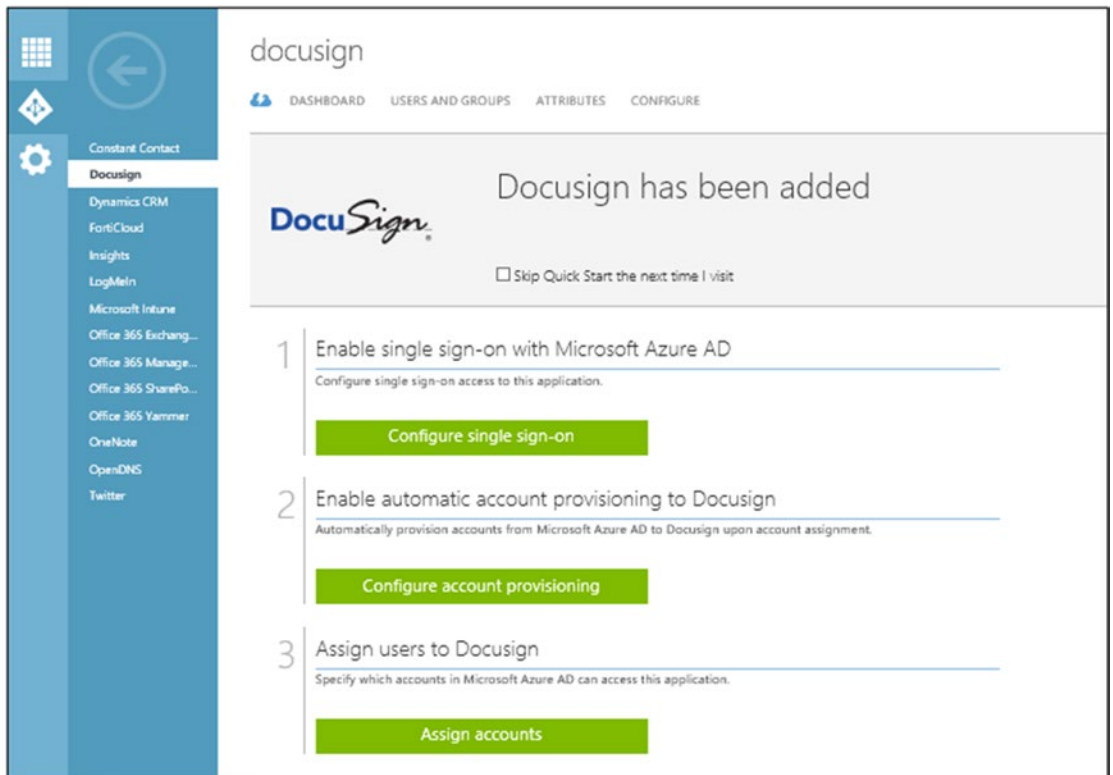 docusign
DASHBOARD USERS AND GROUPS ATTRIBUTES CONFIGURE
Constant Contact
Docusign
Dynamics CRM
FortiCloud
Insights
LogMeIn
Microsoft Intune
Office 365 Exchang...
Office 365 Manage...
Office 365 SharePo...
Office 365 Yammer
OneNote
OpenDNS
Twitter
DocuSign®
Docusign has been added
Skip Quick Start the next time I visit
1
Enable single sign-on with Microsoft Azure AD
Configure single sign-on access to this application.
Configure single sign-on
2
Enable automatic account provisioning to Docusign
Automatically provision accounts from Microsoft Azure AD to Docusign upon account assignment.
Configure account provisioning
3
Assign users to Docusign
Specify which accounts in Microsoft Azure AD can access this application.
Assign accounts